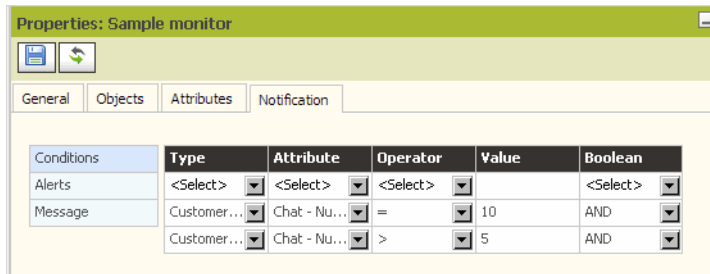 Properties: Sample monitor
General Objects Attributes Notification
Conditions Type Attribute Operator Value Boolean
Alerts <Select> <Select> <Select> <Select>
Message Customer... Chat - Nu... = 10 AND
Customer... Chat - Nu... > 5 AND